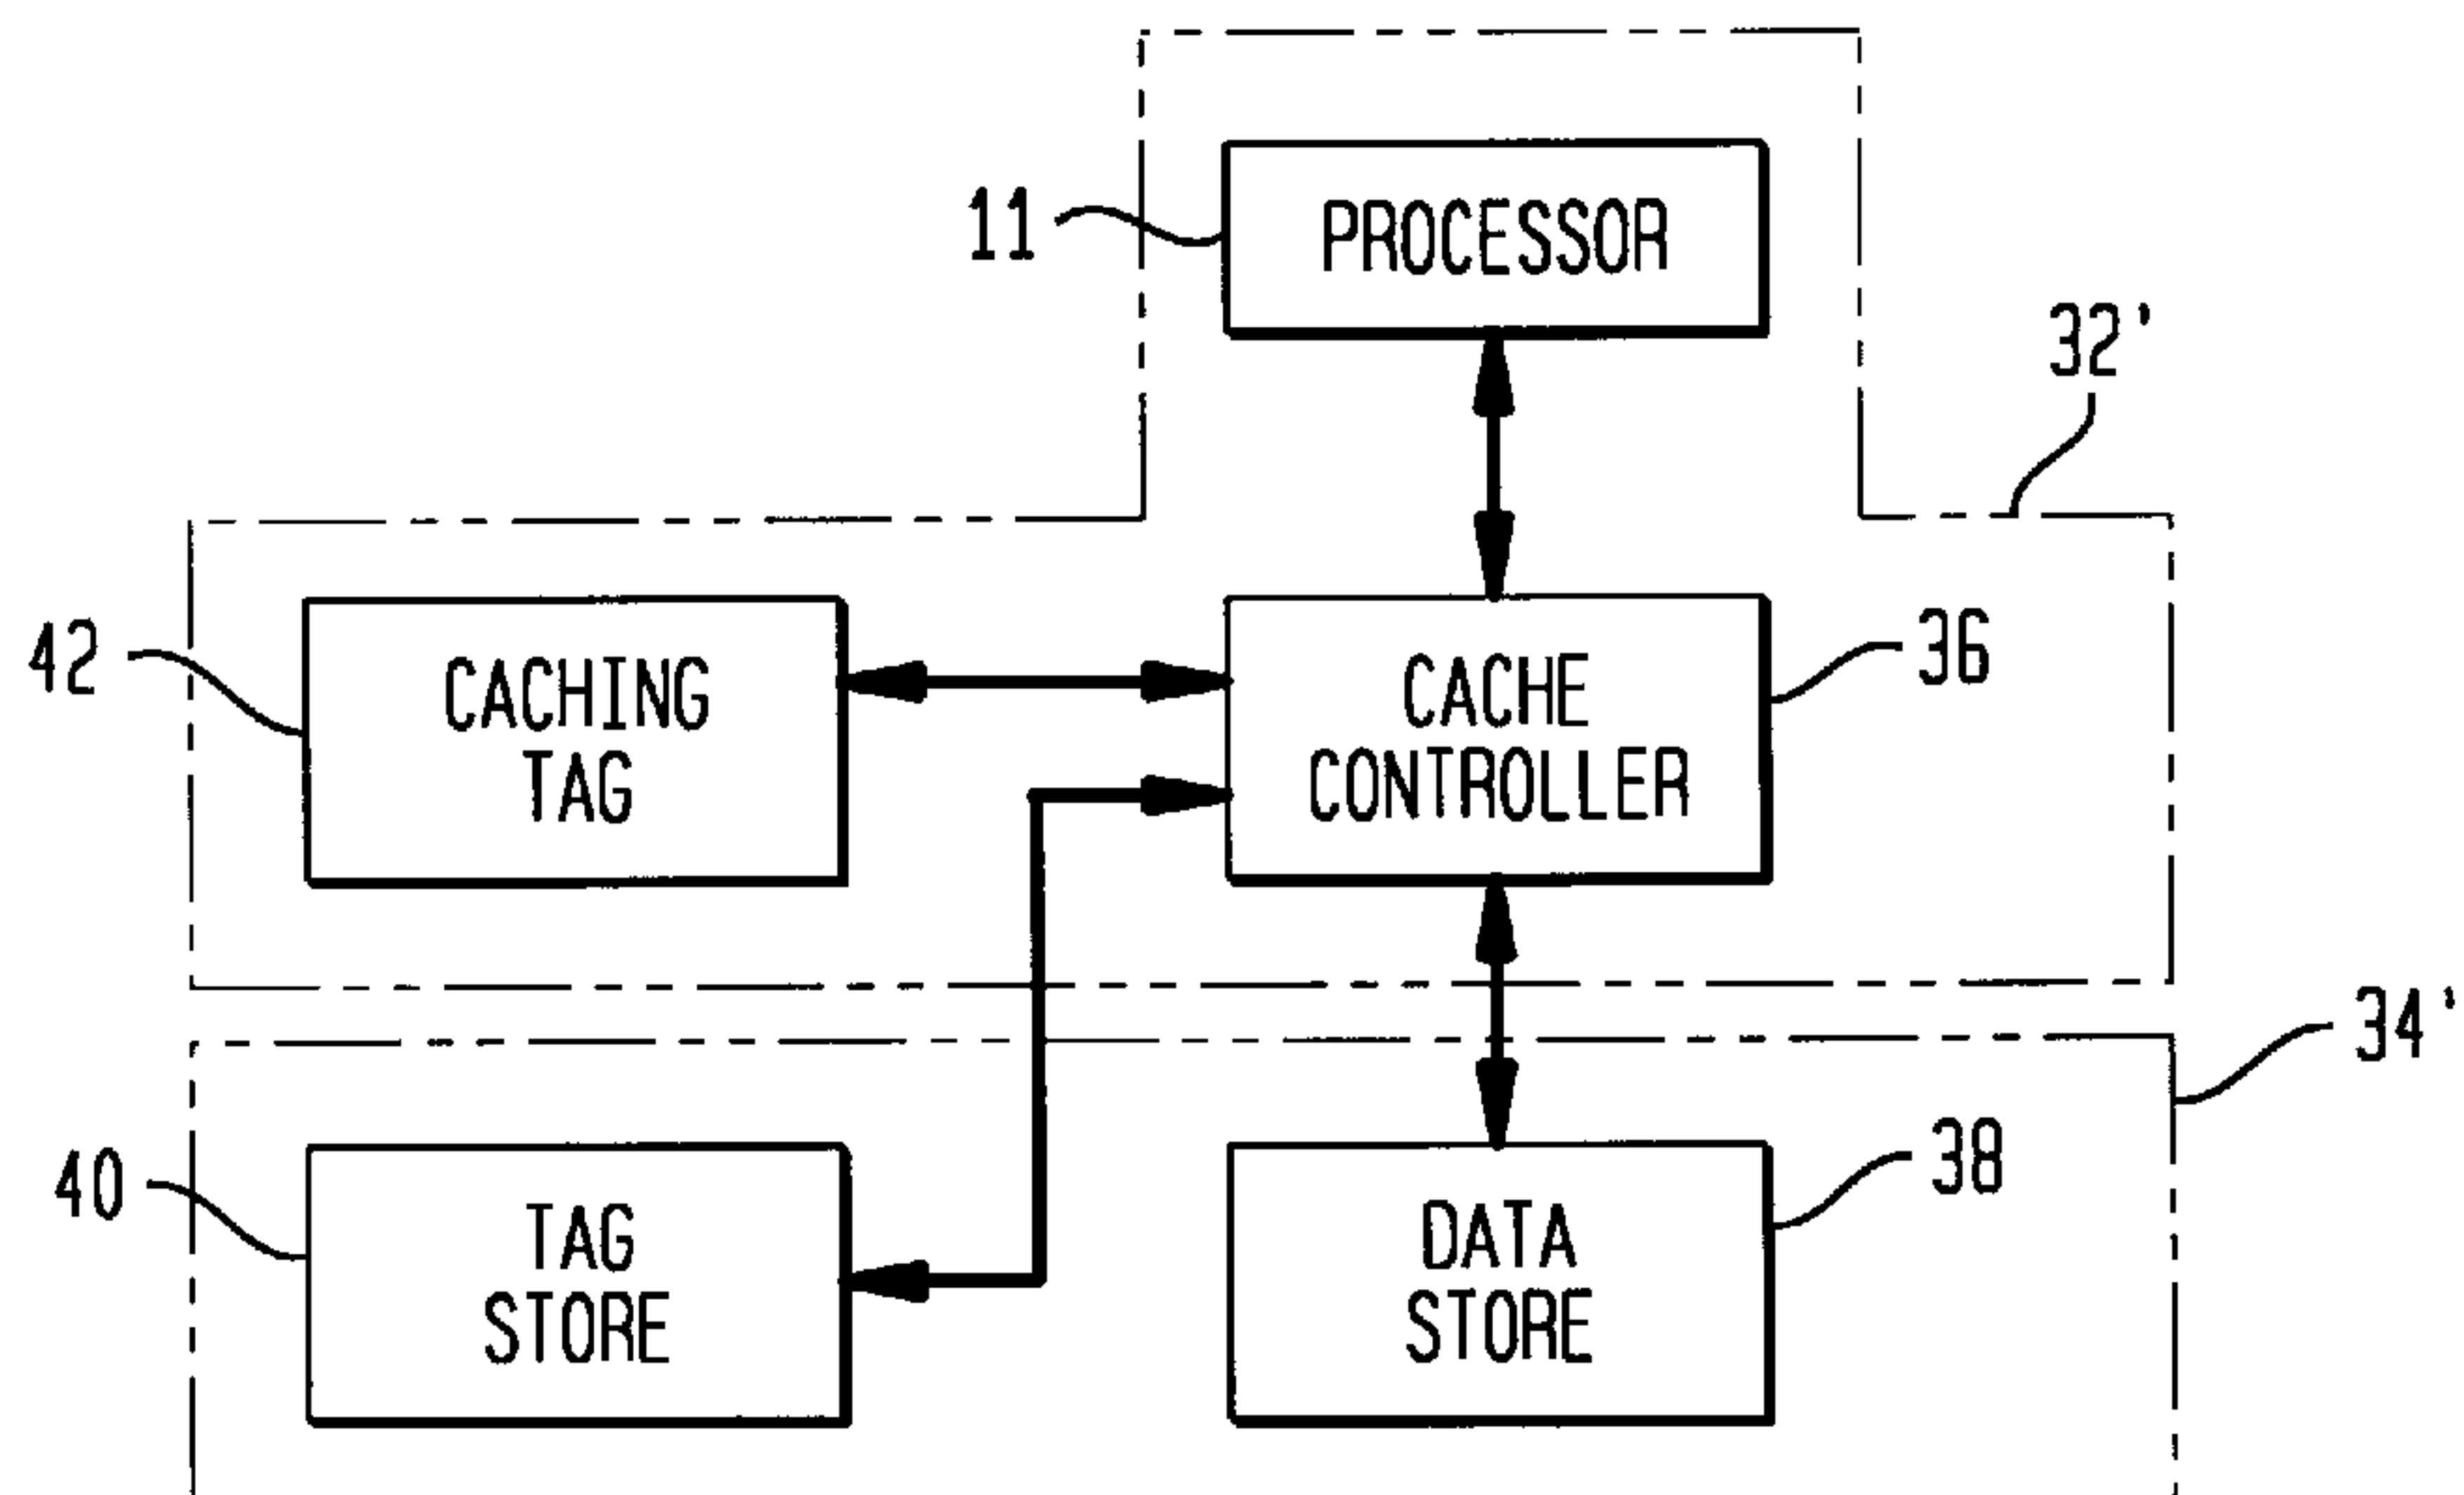 11
PROCESSOR
32'
42
CACHING
TAG
CACHE
CONTROLLER
36
34'
40
TAG
STORE
DATA
STORE
38